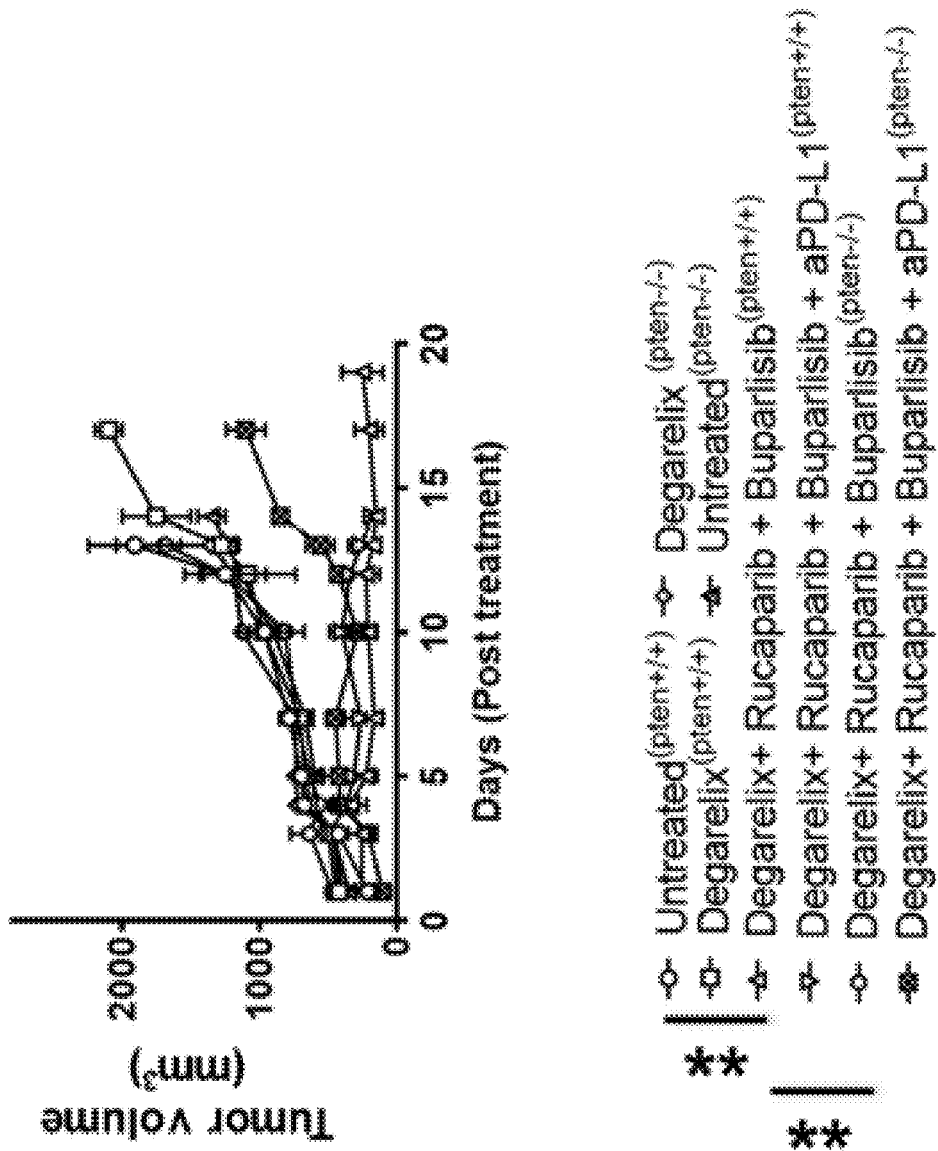 Tumor volume
(mm³)
2000
1000
0
0 5 10 15 20
Days (Post treatment)
Untreated(pten+/+) Degarelix(pten-/-)
Degarelix(pten+/+) Untreated(pten-/-)
Degarelix+ Rucaparib + Buparlisib(pten+/+)
Degarelix+ Rucaparib + Buparlisib + aPD-L1(pten+/+)
Degarelix+ Rucaparib + Buparlisib(pten-/-)
Degarelix+ Rucaparib + Buparlisib + aPD-L1(pten-/-)
**
**